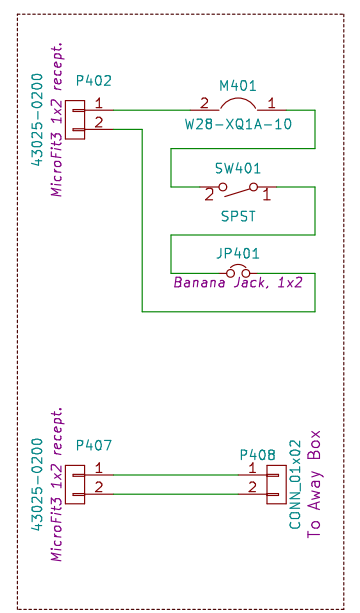 P402
43025-0200
MicroFit3 1x2 recept.
1
2
M401
2 1
W28-XQ1A-10
SW401
2 1
SPST
JP401
Banana Jack, 1x2
P407
43025-0200
MicroFit3 1x2 recept.
1
2
P408
1
2
CONN_01x02
To Away Box